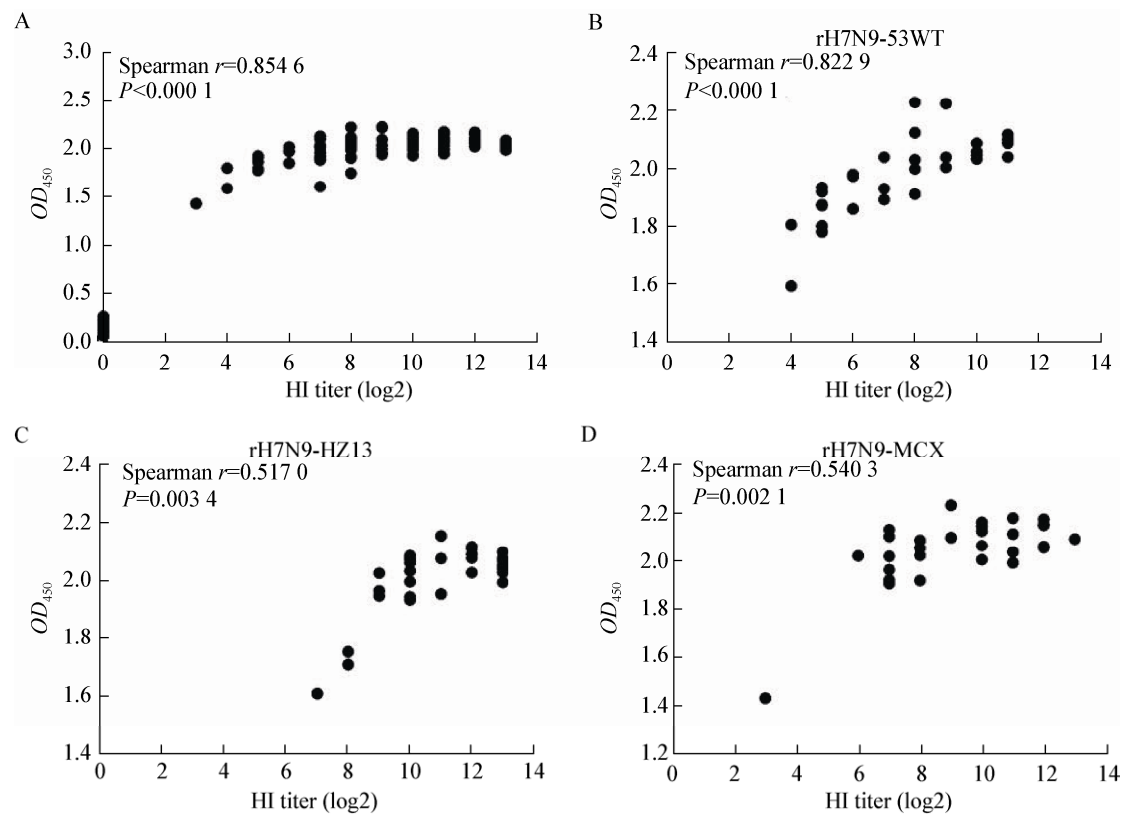 A
Spearman r=0.854 6
P<0.000 1
3.0
2.5
2.0
1.5
1.0
0.5
0.0
OD450
0 2 4 6 8 10 12 14
HI titer (log2)
B
rH7N9-53WT
Spearman r=0.822 9
P<0.000 1
2.4
2.2
2.0
1.8
1.6
1.4
OD450
0 2 4 6 8 10 12 14
HI titer (log2)
C
rH7N9-HZ13
Spearman r=0.517 0
P=0.003 4
2.4
2.2
2.0
1.8
1.6
1.4
OD450
0 2 4 6 8 10 12 14
HI titer (log2)
D
rH7N9-MCX
Spearman r=0.540 3
P=0.002 1
2.4
2.2
2.0
1.8
1.6
1.4
1.2
OD450
0 2 4 6 8 10 12 14
HI titer (log2)